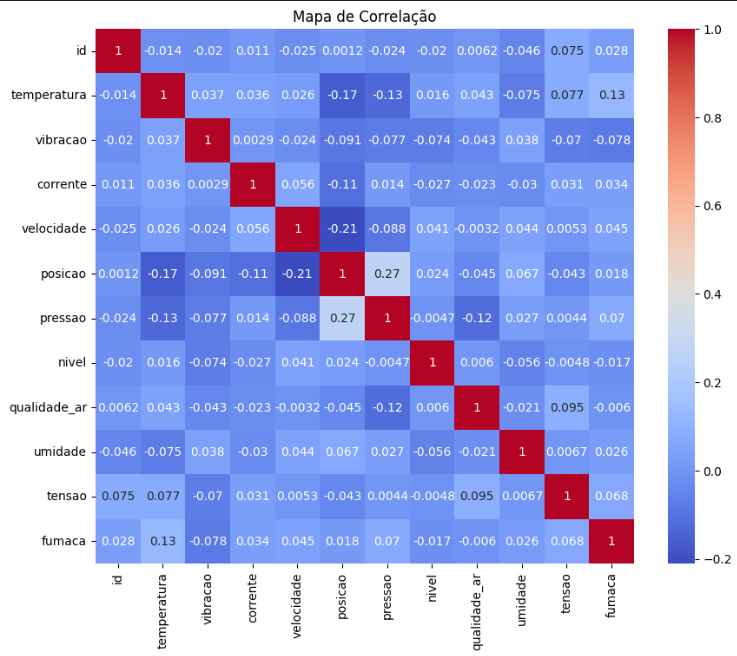 Mapa de Correlação
id 1 -0.014 -0.02 0.011 -0.025 0.0012 -0.024 -0.02 0.0062 -0.046 0.075 0.028
temperatura -0.014 1 0.037 0.036 0.026 -0.17 -0.13 0.016 0.043 -0.075 0.077 0.13
vibracao -0.02 0.037 1 0.0029 -0.024 -0.091 -0.077 -0.074 -0.043 0.038 -0.07 -0.078
corrente 0.011 0.036 0.0029 1 0.056 -0.11 0.014 -0.027 -0.023 -0.03 0.031 0.034
velocidade -0.025 0.026 -0.024 0.056 1 -0.21 -0.088 0.041 -0.0032 0.044 0.0053 0.045
posicao 0.0012 -0.17 -0.091 -0.11 -0.21 1 0.27 0.024 -0.045 0.067 -0.043 0.018
pressao -0.024 -0.13 -0.077 0.014 -0.088 0.27 1 -0.0047 -0.12 0.027 0.0044 0.07
nivel -0.02 0.016 -0.074 -0.027 0.041 0.024 -0.0047 1 0.006 -0.056 -0.0048 -0.017
qualidade_ar 0.0062 0.043 -0.043 -0.023 -0.0032 -0.045 -0.12 0.006 1 -0.021 0.095 -0.006
umidade -0.046 -0.075 0.038 -0.03 0.044 0.067 0.027 -0.056 -0.021 1 0.0067 0.026
tensao 0.075 0.077 -0.07 0.031 0.0053 -0.043 0.0044 -0.0048 0.095 0.0067 1 0.068
fumaca 0.028 0.13 -0.078 0.034 0.045 0.018 0.07 -0.017 -0.006 0.026 0.068 1
id temperatura vibracao corrente velocidade posicao pressao nivel qualidade_ar umidade tensao fumaca
1.0
0.8
0.6
0.4
0.2
0.0
−0.2